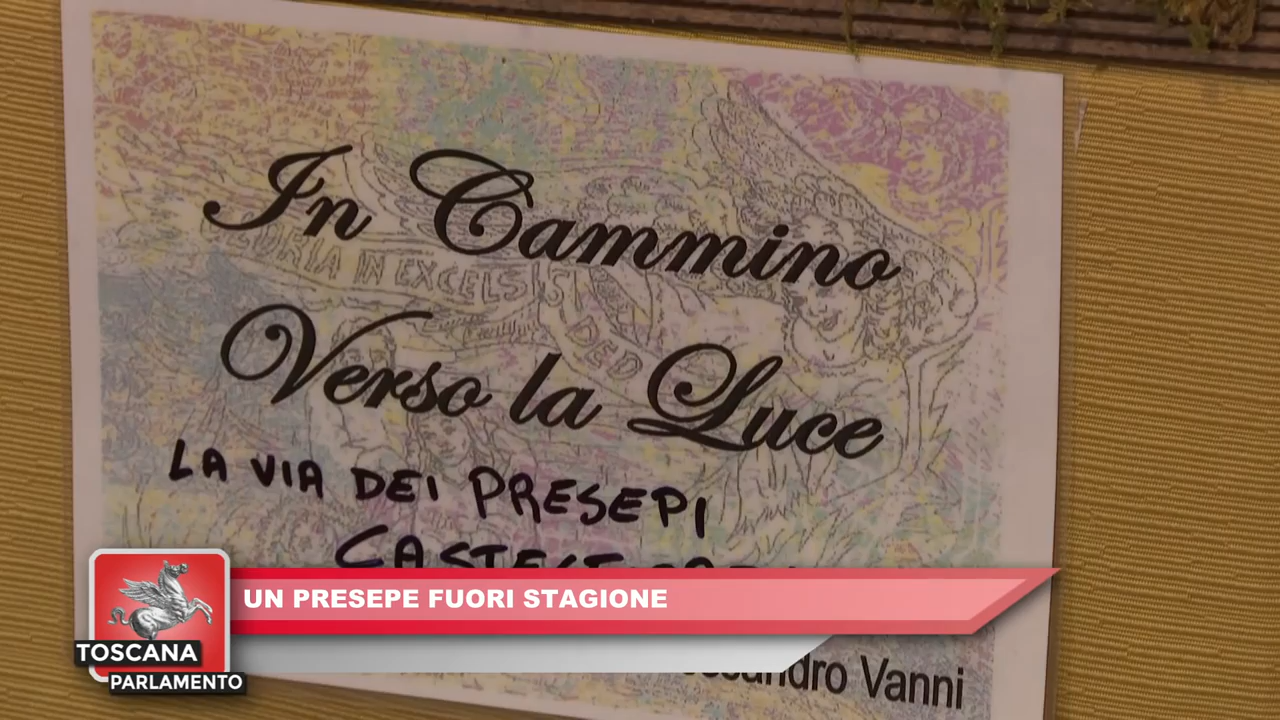 In Cammino
GLORIA IN EXCELSIS
DEO
Verso la Luce
LA VIA DEI PRESEPI
UN PRESEPE FUORI STAGIONE
Vanni
TOSCANA
PARLAMENTO